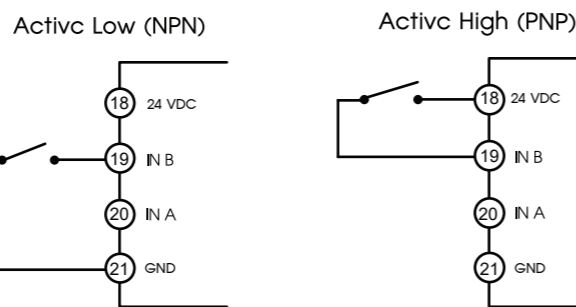 Activc Low (NPN)
18 24 VDC
19 IN B
20 IN A
21 GND
Activc High (PNP)
18 24 VDC
19 IN B
20 IN A
21 GND